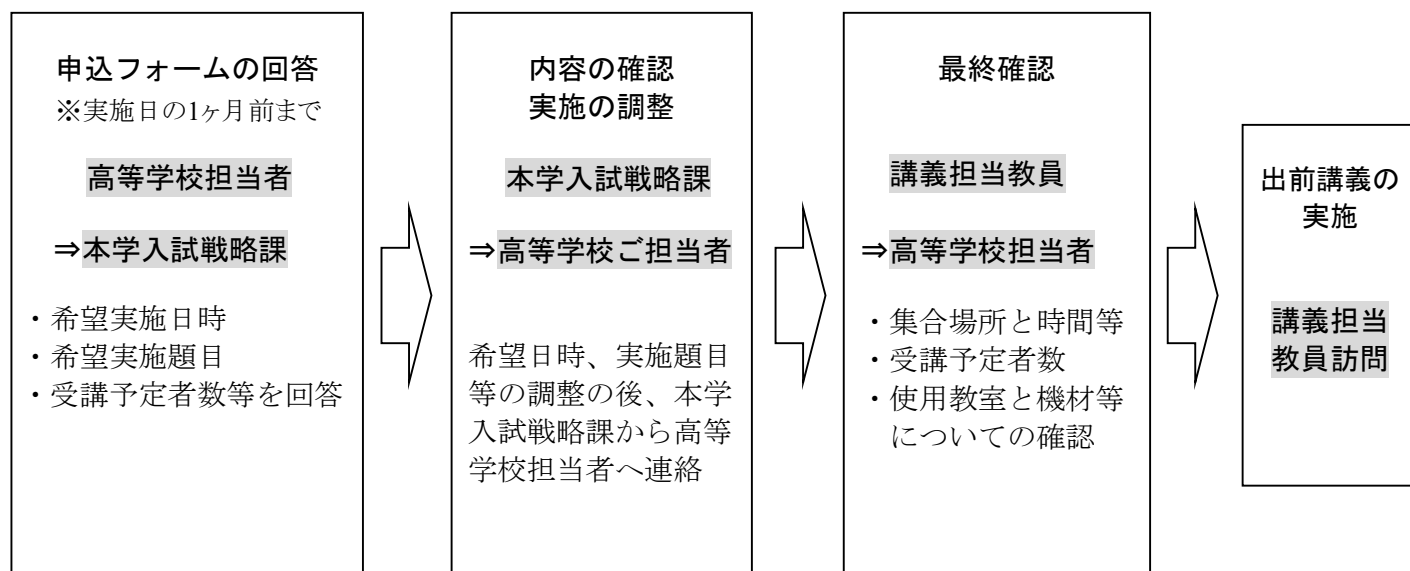 申込フォームの回答
※実施日の1ヶ月前まで
高等学校担当者
⇒本学入試戦略課
・希望実施日時
・希望実施題目
・受講予定者数等を回答
内容の確認
実施の調整
本学入試戦略課
⇒高等学校ご担当者
希望日時、実施題目
等の調整の後、本学
入試戦略課から高等
学校担当者へ連絡
最終確認
講義担当教員
⇒高等学校担当者
・集合場所と時間等
・受講予定者数
・使用教室と機材等
についての確認
出前講義の
実施
講義担当
教員訪問